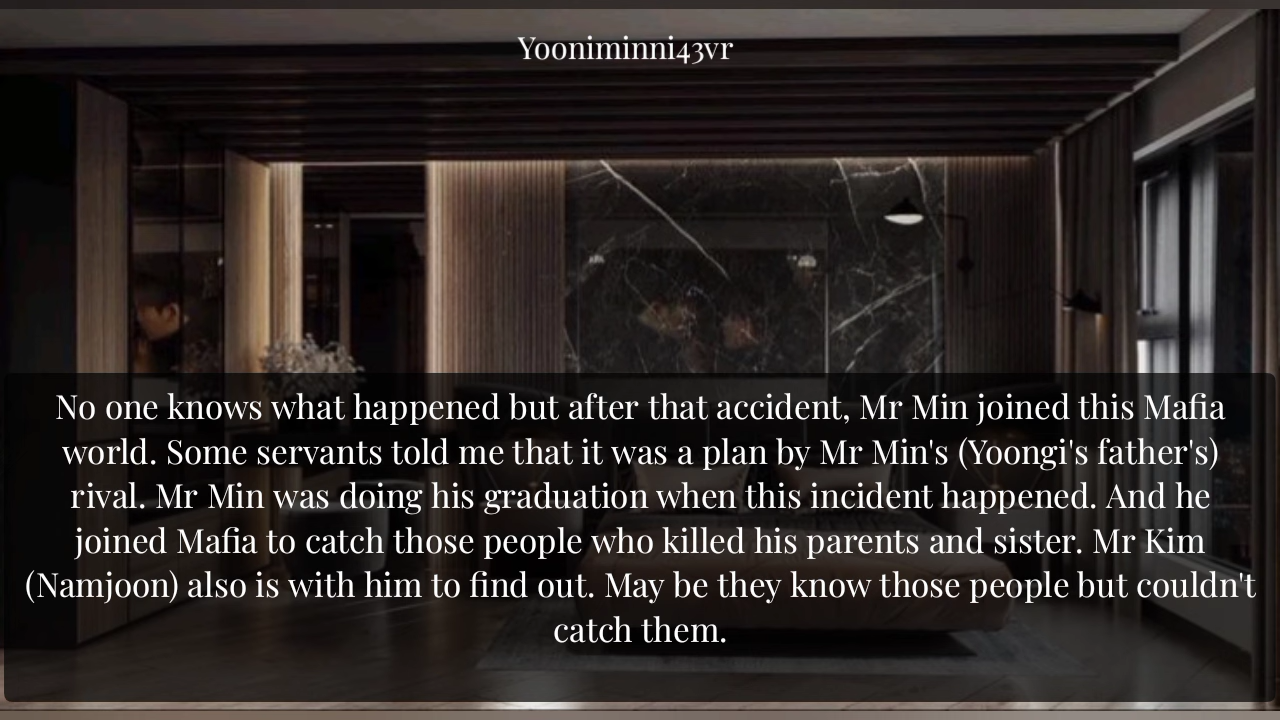 Yooniminni43vr
No one knows what happened but after that accident, Mr Min joined this Mafia
world. Some servants told me that it was a plan by Mr Min's (Yoongi's father's)
rival. Mr Min was doing his graduation when this incident happened. And he
joined Mafia to catch those people who killed his parents and sister. Mr Kim
(Namjoon) also is with him to find out. May be they know those people but couldn't
catch them.